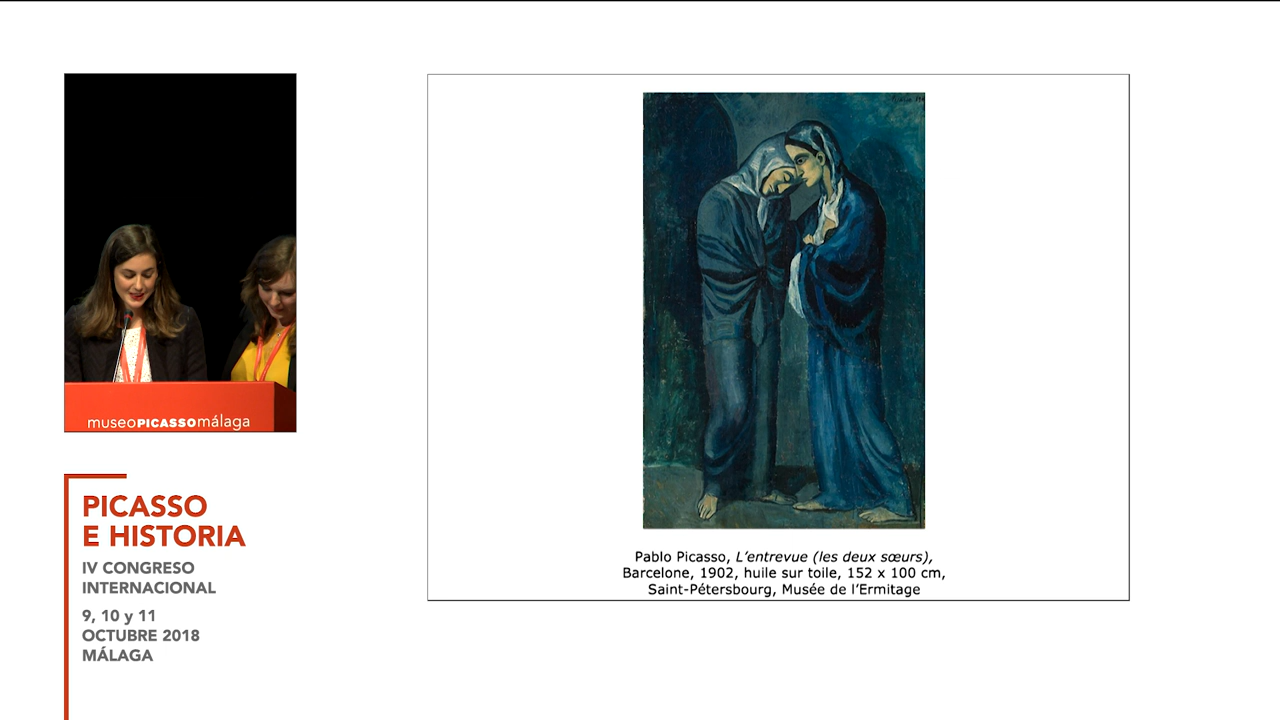 museoPICASSOmálaga
PICASSO
E HISTORIA
IV CONGRESO
INTERNACIONAL
9, 10 y 11
OCTUBRE 2018
MÁLAGA
Pablo Picasso, L’entrevue (les deux sœurs),
Barcelone, 1902, huile sur toile, 152 x 100 cm,
Saint-Pétersbourg, Musée de l’Ermitage